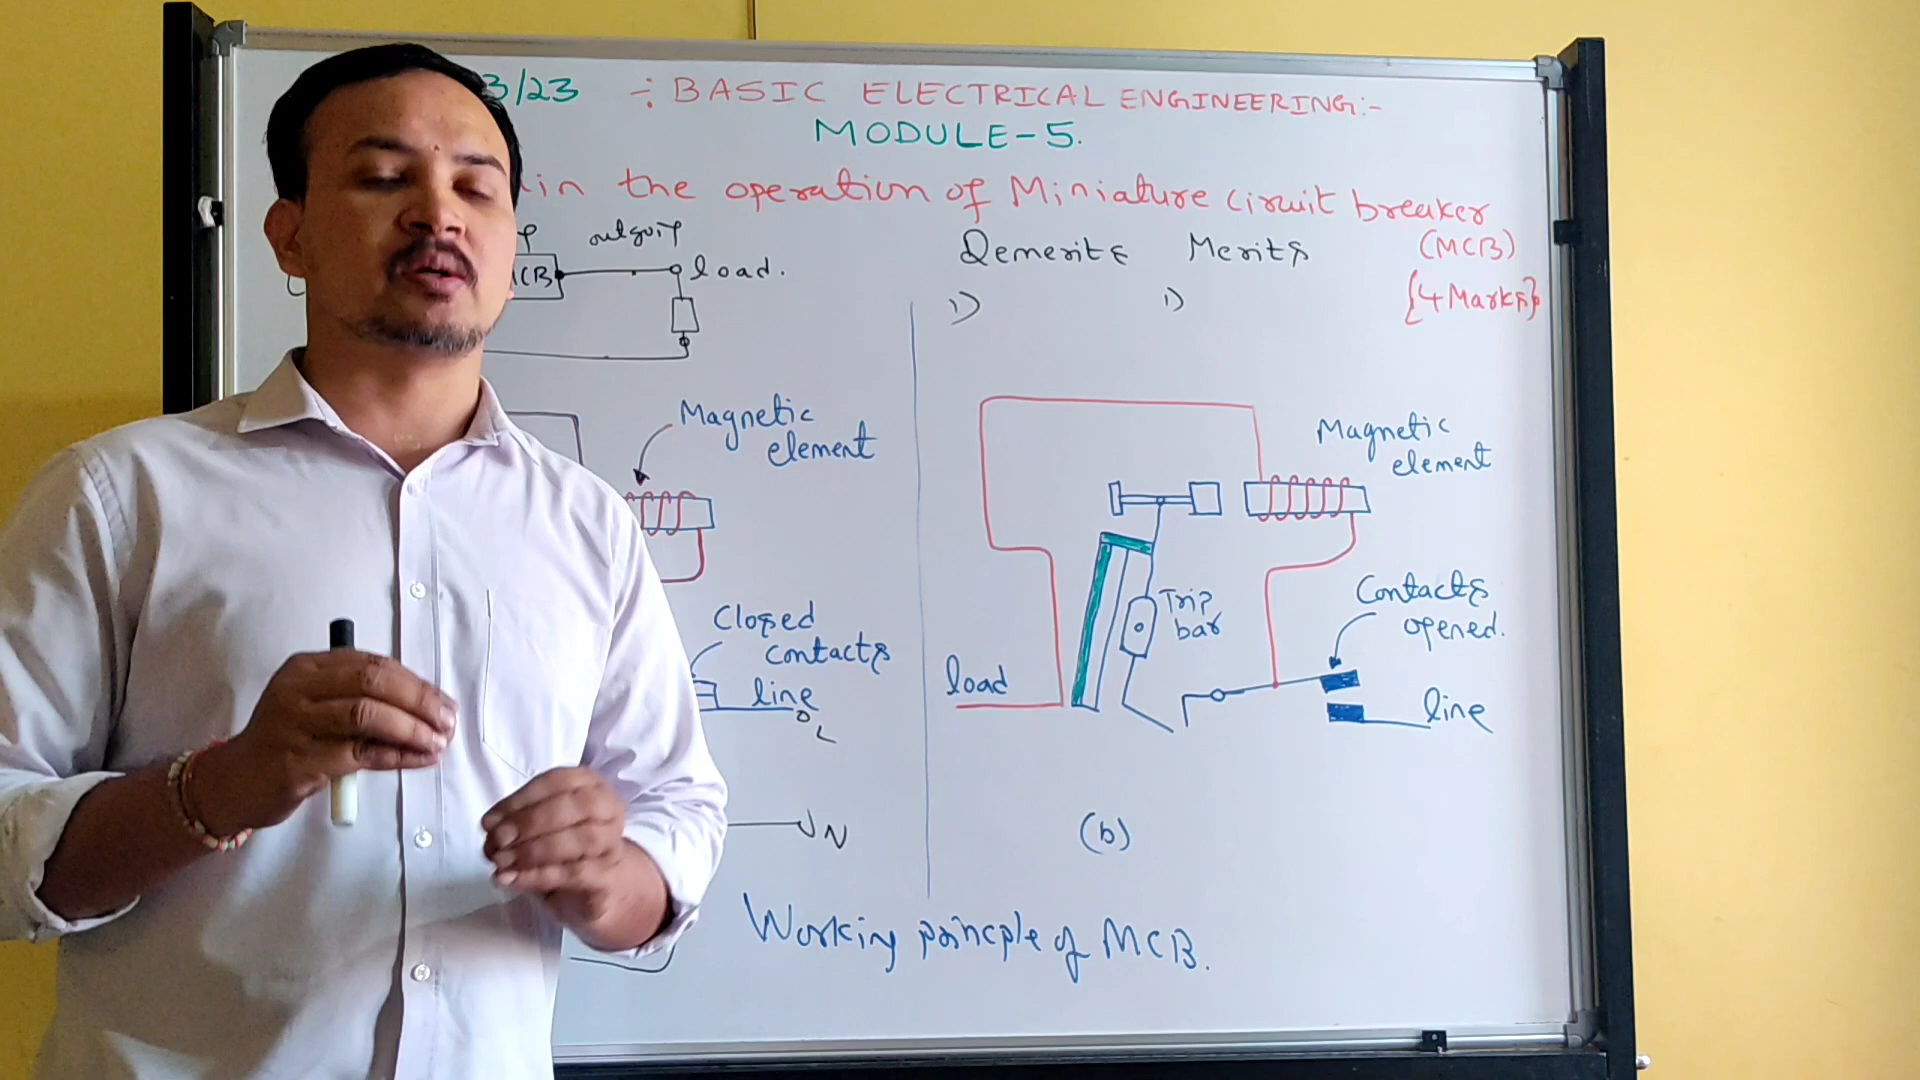 3/23 ÷ BASIC ELECTRICAL ENGINEERING:-
MODULE-5.
in the operation of Miniature circuit breaker
(MCB)
{4 Marks}
Demerits Merits
1) 1)
CB load.
Magnetic
element
Closed
contacts
line
L
N
Magnetic
element
Trip
bar
Contacts
opened.
load
line
(b)
Working principle of MCB.